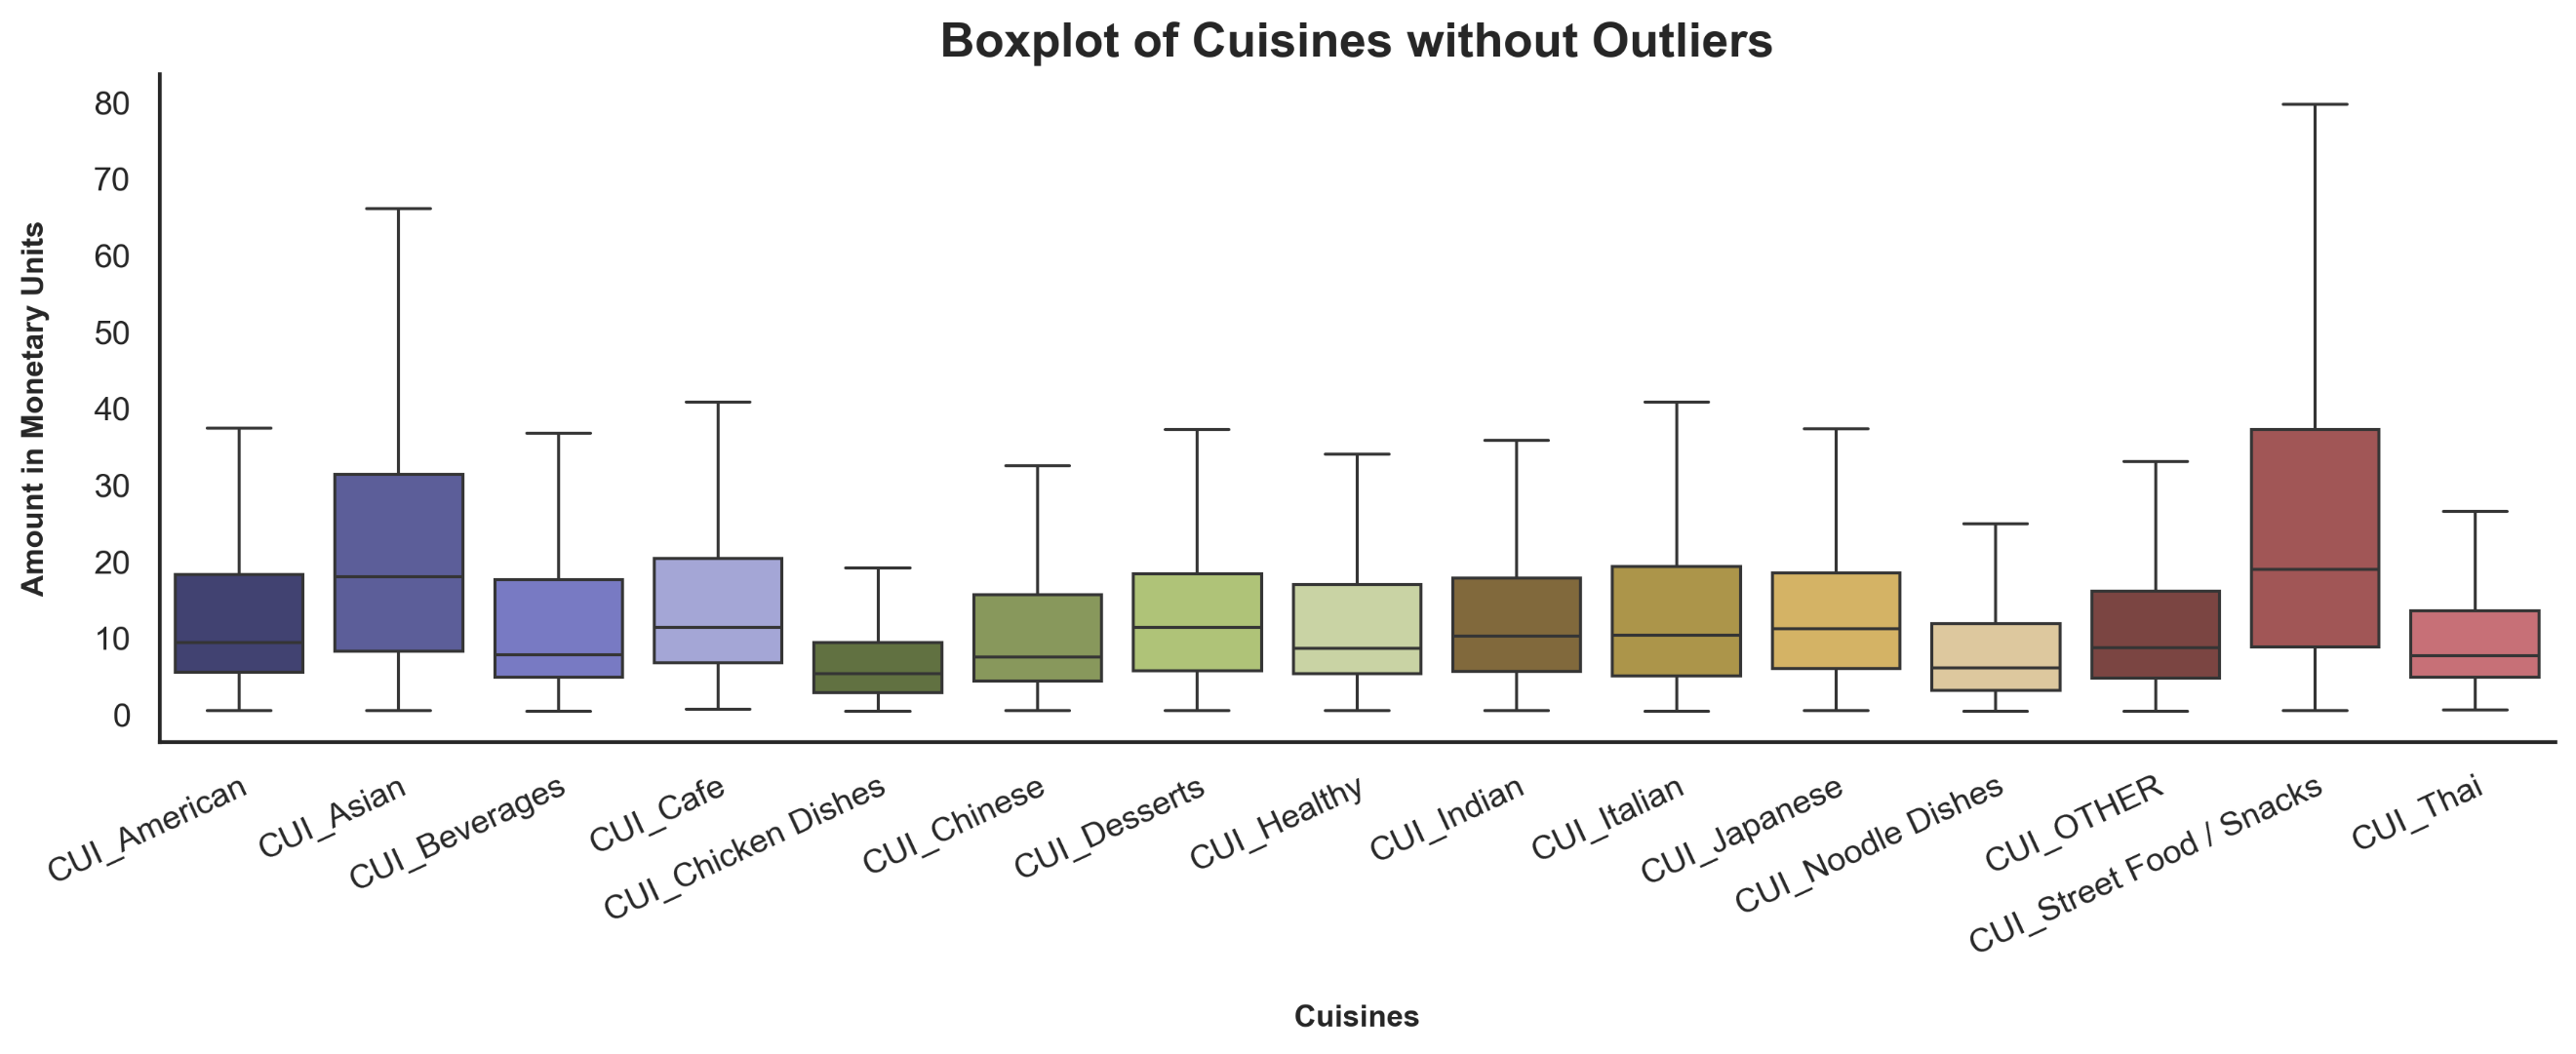 Boxplot of Cuisines without Outliers
Amount in Monetary Units
80
70
60
50
40
30
20
10
0
CUI_American
CUI_Asian
CUI_Beverages
CUI_Cafe
CUI_Chicken Dishes
CUI_Chinese
CUI_Desserts
CUI_Healthy
CUI_Indian
CUI_Italian
CUI_Japanese
CUI_Noodle Dishes
CUI_OTHER
CUI_Street Food / Snacks
CUI_Thai
Cuisines